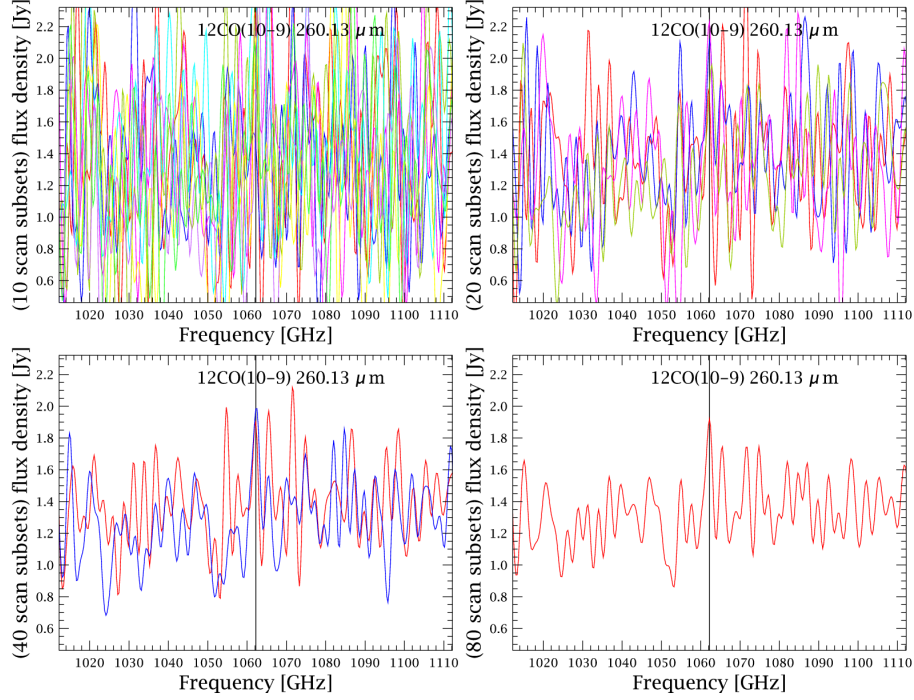 12CO(10−9) 260.13 μm
(10 scan subsets) flux density [Jy]
2.2
2.0
1.8
1.6
1.4
1.2
1.0
0.8
0.6
1020 1030 1040 1050 1060 1070 1080 1090 1100 1110
Frequency [GHz]
12CO(10−9) 260.13 μm
(20 scan subsets) flux density [Jy]
2.2
2.0
1.8
1.6
1.4
1.2
1.0
0.8
0.6
1020 1030 1040 1050 1060 1070 1080 1090 1100 1110
Frequency [GHz]
12CO(10−9) 260.13 μm
(40 scan subsets) flux density [Jy]
2.2
2.0
1.8
1.6
1.4
1.2
1.0
0.8
0.6
1020 1030 1040 1050 1060 1070 1080 1090 1100 1110
Frequency [GHz]
12CO(10−9) 260.13 μm
(80 scan subsets) flux density [Jy]
2.2
2.0
1.8
1.6
1.4
1.2
1.0
0.8
0.6
1020 1030 1040 1050 1060 1070 1080 1090 1100 1110
Frequency [GHz]